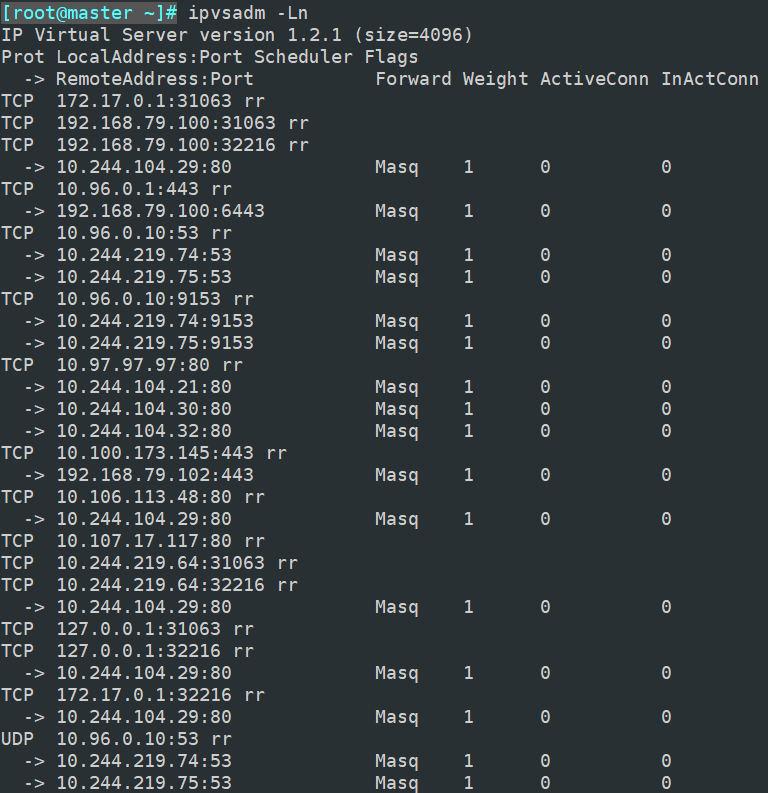 [root@master ~]# ipvsadm -Ln
IP Virtual Server version 1.2.1 (size=4096)
Prot LocalAddress:Port Scheduler Flags
  -> RemoteAddress:Port           Forward Weight ActiveConn InActConn
TCP  172.17.0.1:31063 rr
TCP  192.168.79.100:31063 rr
TCP  192.168.79.100:32216 rr
  -> 10.244.104.29:80             Masq    1      0          0
TCP  10.96.0.1:443 rr
  -> 192.168.79.100:6443          Masq    1      0          0
TCP  10.96.0.10:53 rr
  -> 10.244.219.74:53             Masq    1      0          0
  -> 10.244.219.75:53             Masq    1      0          0
TCP  10.96.0.10:9153 rr
  -> 10.244.219.74:9153           Masq    1      0          0
  -> 10.244.219.75:9153           Masq    1      0          0
TCP  10.97.97.97:80 rr
  -> 10.244.104.21:80             Masq    1      0          0
  -> 10.244.104.30:80             Masq    1      0          0
  -> 10.244.104.32:80             Masq    1      0          0
TCP  10.100.173.145:443 rr
  -> 192.168.79.102:443           Masq    1      0          0
TCP  10.106.113.48:80 rr
  -> 10.244.104.29:80             Masq    1      0          0
TCP  10.107.17.117:80 rr
TCP  10.244.219.64:31063 rr
TCP  10.244.219.64:32216 rr
  -> 10.244.104.29:80             Masq    1      0          0
TCP  127.0.0.1:31063 rr
TCP  127.0.0.1:32216 rr
  -> 10.244.104.29:80             Masq    1      0          0
TCP  172.17.0.1:32216 rr
  -> 10.244.104.29:80             Masq    1      0          0
UDP  10.96.0.10:53 rr
  -> 10.244.219.74:53             Masq    1      0          0
  -> 10.244.219.75:53             Masq    1      0          0